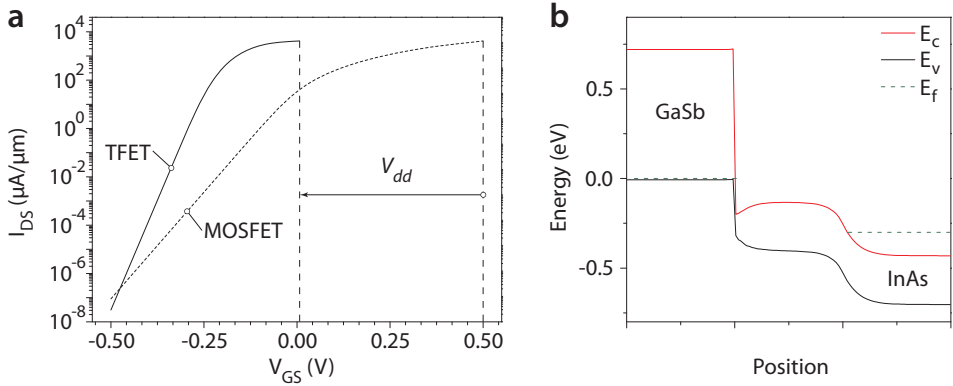 a
I_DS (µA/µm)
10^4
10^2
10^0
10^-2
10^-4
10^-6
10^-8
TFET
MOSFET
V_dd
-0.50
-0.25
0.00
0.25
0.50
V_GS (V)
b
Energy (eV)
0.5
0.0
-0.5
GaSb
E_c
E_v
E_f
InAs
Position